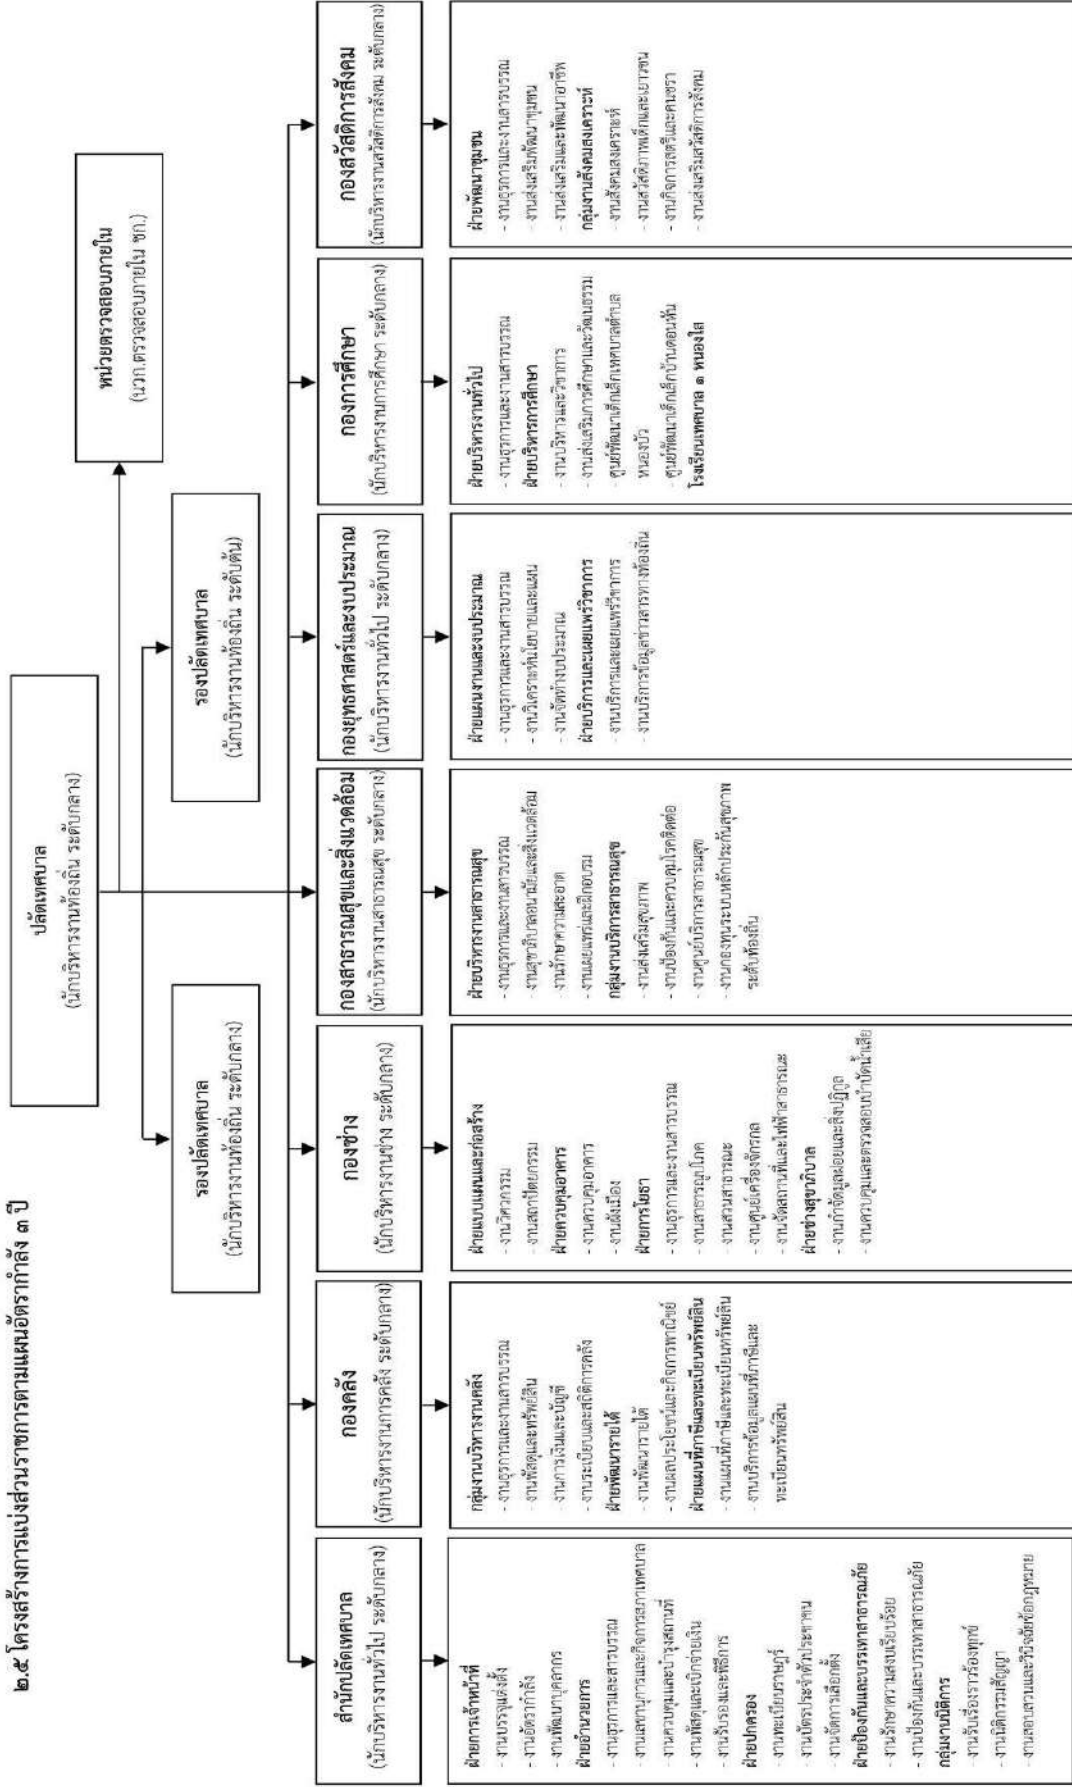 ๒.๕ โครงสร้างการแบ่งส่วนราชการตามแผนอัตรากำลัง ๓ ปี
ปลัดเทศบาล
(นักบริหารงานท้องถิ่น ระดับกลาง)
หน่วยตรวจสอบภายใน
(นวก.ตรวจสอบภายใน ชก.)
รองปลัดเทศบาล
(นักบริหารงานท้องถิ่น ระดับกลาง)
รองปลัดเทศบาล
(นักบริหารงานท้องถิ่น ระดับต้น)
สำนักปลัดเทศบาล
(นักบริหารงานทั่วไป ระดับกลาง)
ฝ่ายการเจ้าหน้าที่
- งานบรรจุแต่งตั้ง
- งานอัตรากำลัง
- งานพัฒนาบุคลากร
ฝ่ายอำนวยการ
- งานธุรการและสารบรรณ
- งานเลขานุการและกิจการสภาเทศบาล
- งานควบคุมและบำรุงสถานที่
- งานพัสดุและเบิกจ่ายเงิน
- งานรับรองและพิธีการ
ฝ่ายปกครอง
- งานทะเบียนราษฎร์
- งานบัตรประจำตัวประชาชน
- งานจัดการเลือกตั้ง
ฝ่ายป้องกันและบรรเทาสาธารณภัย
- งานรักษาความสงบเรียบร้อย
- งานป้องกันและบรรเทาสาธารณภัย
กลุ่มงานนิติการ
- งานรับเรื่องราวร้องทุกข์
- งานนิติกรรมสัญญา
- งานสอบสวนและวินิจฉัยข้อกฎหมาย
กองคลัง
(นักบริหารงานการคลัง ระดับกลาง)
กลุ่มงานบริหารงานคลัง
- งานธุรการและงานสารบรรณ
- งานพัสดุและทรัพย์สิน
- งานการเงินและบัญชี
- งานระเบียบและสถิติการคลัง
ฝ่ายพัฒนารายได้
- งานพัฒนารายได้
- งานผลประโยชน์และกิจการพาณิชย์
ฝ่ายแผนที่ภาษีและทะเบียนทรัพย์สิน
- งานแผนที่ภาษีและทะเบียนทรัพย์สิน
- งานบริการข้อมูลแผนที่ภาษีและ
ทะเบียนทรัพย์สิน
กองช่าง
(นักบริหารงานช่าง ระดับกลาง)
ฝ่ายแบบแผนและก่อสร้าง
- งานวิศวกรรม
- งานสถาปัตยกรรม
ฝ่ายควบคุมอาคาร
- งานควบคุมอาคาร
- งานผังเมือง
ฝ่ายการโยธา
- งานธุรการและงานสารบรรณ
- งานสาธารณูปโภค
- งานสวนสาธารณะ
- งานศูนย์เครื่องจักรกล
- งานจัดสถานที่และไฟฟ้าสาธารณะ
ฝ่ายช่างสุขาภิบาล
- งานกำจัดมูลฝอยและสิ่งปฏิกูล
- งานควบคุมและตรวจสอบบำบัดน้ำเสีย
กองสาธารณสุขและสิ่งแวดล้อม
(นักบริหารงานสาธารณสุข ระดับกลาง)
ฝ่ายบริหารงานสาธารณสุข
- งานธุรการและงานสารบรรณ
- งานสุขาภิบาลอนามัยและสิ่งแวดล้อม
- งานรักษาความสะอาด
- งานเผยแพร่และฝึกอบรม
กลุ่มงานบริการสาธารณสุข
- งานส่งเสริมสุขภาพ
- งานป้องกันและควบคุมโรคติดต่อ
- งานศูนย์บริการสาธารณสุข
- งานกองทุนระบบหลักประกันสุขภาพ
ระดับท้องถิ่น
กองยุทธศาสตร์และงบประมาณ
(นักบริหารงานทั่วไป ระดับกลาง)
ฝ่ายแผนงานและงบประมาณ
- งานธุรการและงานสารบรรณ
- งานวิเคราะห์นโยบายและแผน
- งานจัดทำงบประมาณ
ฝ่ายบริการและเผยแพร่วิชาการ
- งานบริการและเผยแพร่วิชาการ
- งานบริการข้อมูลข่าวสารทางท้องถิ่น
กองการศึกษา
(นักบริหารงานการศึกษา ระดับกลาง)
ฝ่ายบริหารงานทั่วไป
- งานธุรการและงานสารบรรณ
ฝ่ายบริหารการศึกษา
- งานบริหารและวิชาการ
- งานส่งเสริมการศึกษาและวัฒนธรรม
- ศูนย์พัฒนาเด็กเล็กเทศบาลตำบล
หนองบัว
- ศูนย์พัฒนาเด็กเล็กบ้านดอนหัน
โรงเรียนเทศบาล ๑ หนองใส
กองสวัสดิการสังคม
(นักบริหารงานสวัสดิการสังคม ระดับกลาง)
ฝ่ายพัฒนาชุมชน
- งานธุรการและงานสารบรรณ
- งานส่งเสริมพัฒนาชุมชน
- งานส่งเสริมและพัฒนาอาชีพ
กลุ่มงานสังคมสงเคราะห์
- งานสังคมสงเคราะห์
- งานสวัสดิภาพเด็กและเยาวชน
- งานกิจการสตรีและคนชรา
- งานส่งเสริมสวัสดิการสังคม